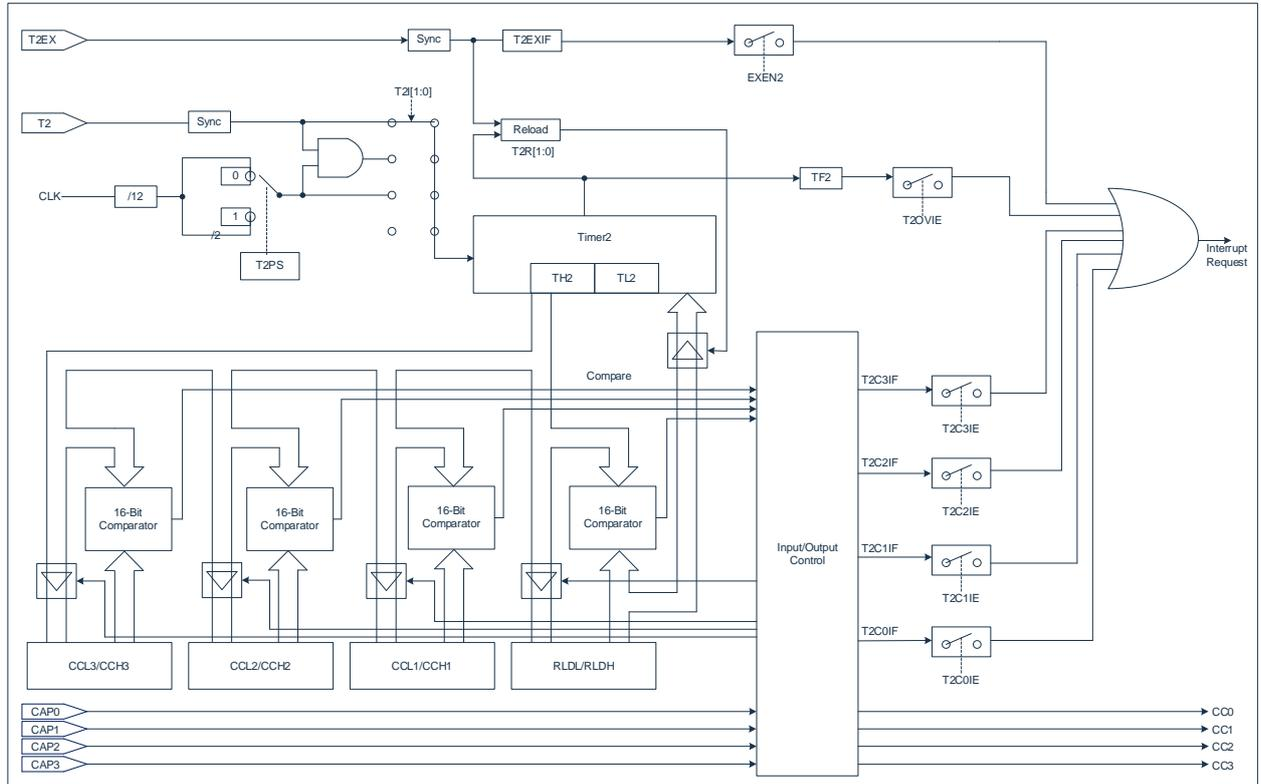 T2EX
Sync
T2EXIF
EXEN2
T2I[1:0]
T2
Sync
Reload
T2R[1:0]
CLK
/12
0
1
/2
T2PS
TF2
T2OVIE
Timer2
TH2
TL2
Interrupt
Request
Compare
16-Bit
Comparator
16-Bit
Comparator
16-Bit
Comparator
16-Bit
Comparator
Input/Output
Control
T2C3IF
T2C3IE
T2C2IF
T2C2IE
T2C1IF
T2C1IE
T2C0IF
T2C0IE
CCL3/CCH3
CCL2/CCH2
CCL1/CCH1
RLDL/RLDH
CAP0
CAP1
CAP2
CAP3
CC0
CC1
CC2
CC3